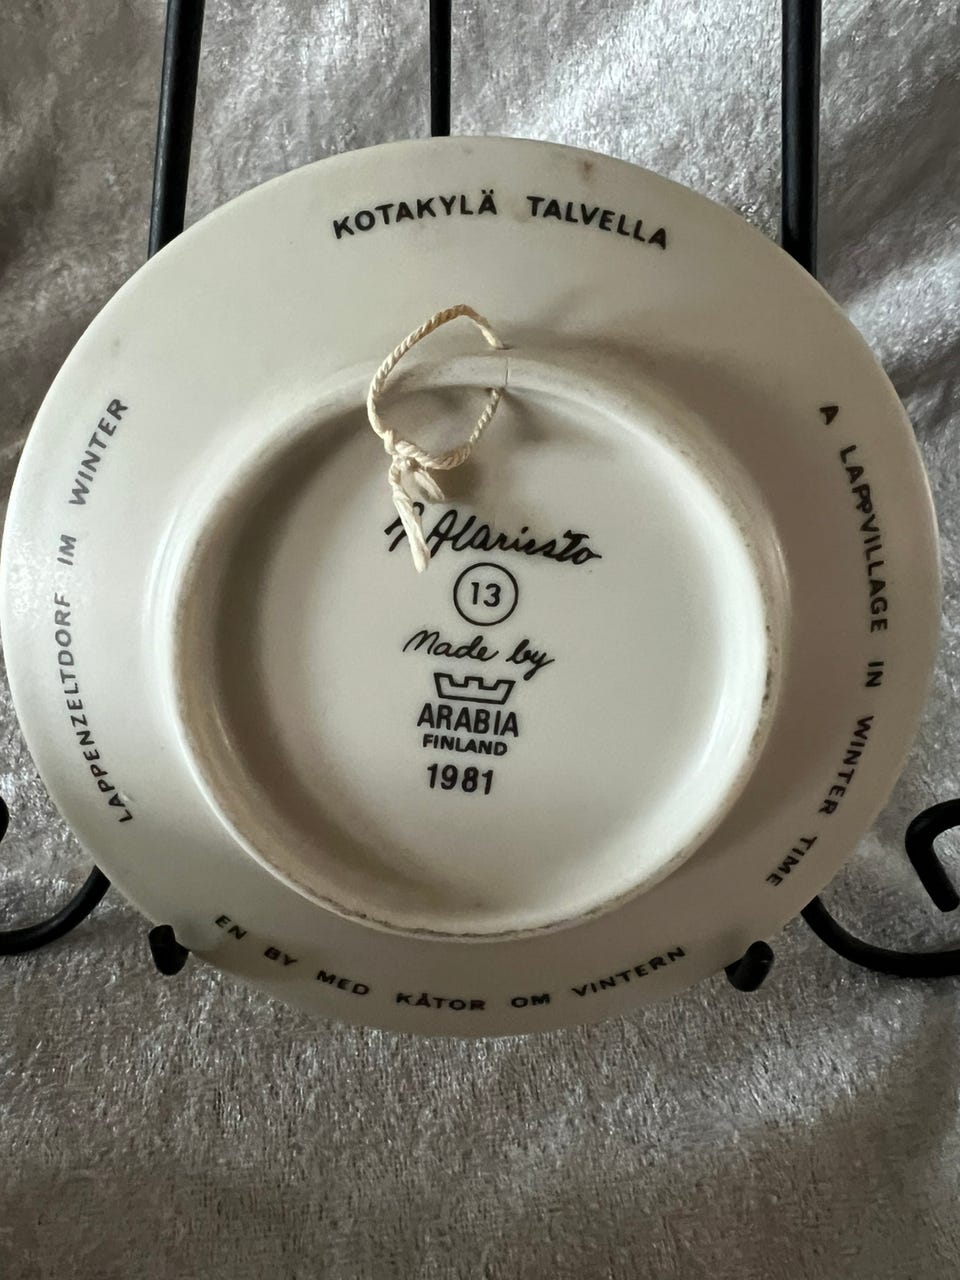 KOTAKYLÄ TALVELLA
A LAPPVILLAGE IN WINTER TIME
EN BY MED KÅTOR OM VINTERN
LAPPENZELTDORF IM WINTER
Alariesto
13
Made by
ARABIA
FINLAND
1981